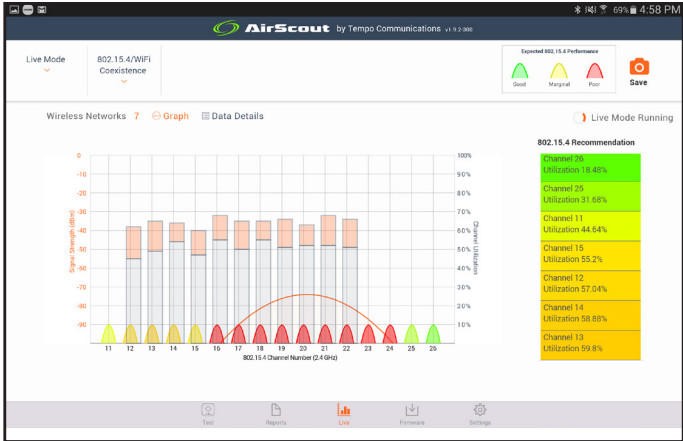 69% 4:58 PM
AirScout by Tempo Communications v1.9.2-300
Live Mode
802.15.4/WiFi
Coexistence
Expected 802.15.4 Performance
Good Marginal Poor
Save
Wireless Networks 7 Graph Data Details
Live Mode Running
802.15.4 Recommendation
Channel 26
Utilization 18.48%
Channel 25
Utilization 31.68%
Channel 11
Utilization 44.64%
Channel 15
Utilization 55.2%
Channel 12
Utilization 57.04%
Channel 14
Utilization 58.88%
Channel 13
Utilization 59.8%
Signal Strength (dBm)
0
-10
-20
-30
-40
-50
-60
-70
-80
-90
100%
90%
80%
70%
60%
50%
40%
30%
20%
10%
Channel Utilization
11 12 13 14 15 16 17 18 19 20 21 22 23 24 25 26
802.15.4 Channel Number (2.4 GHz)
Test Reports Live Firmware Settings